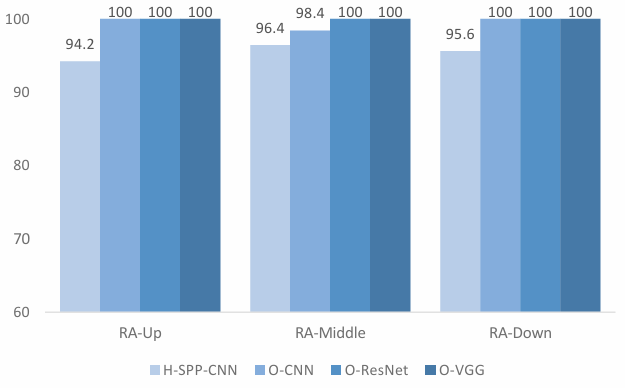 100 100 100 100 98.4 100 100 100 100 100
94.2 96.4 95.6
90
80
70
60
RA-Up RA-Middle RA-Down
H-SPP-CNN O-CNN O-ResNet O-VGG